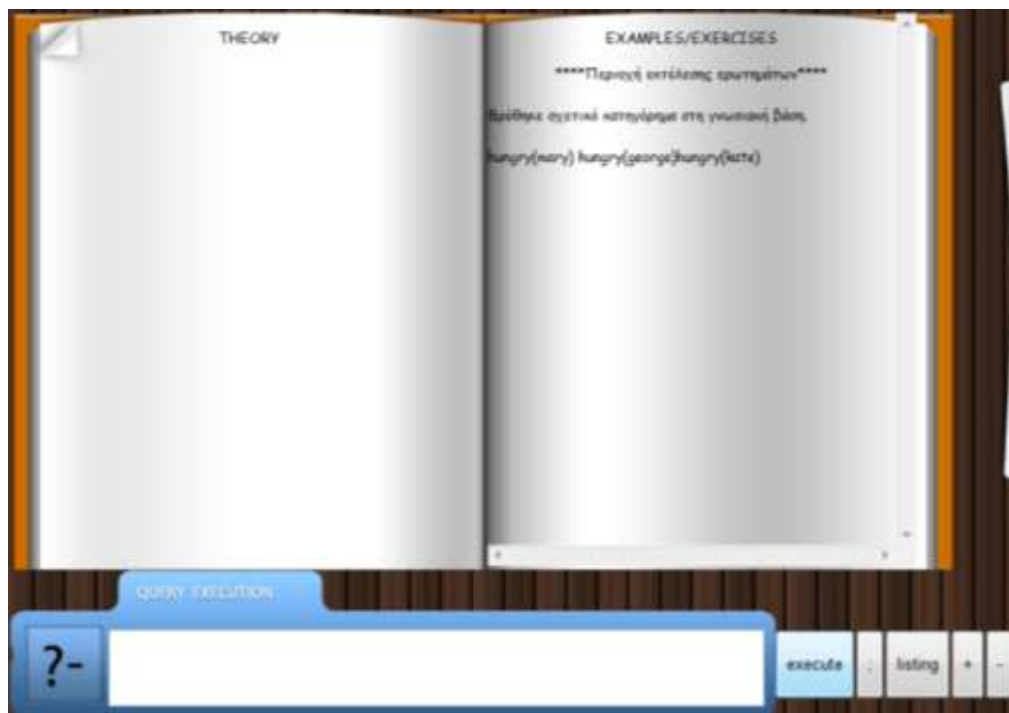 THEORY
EXAMPLES/EXERCISES
****Περιοχή εκτέλεσης ερωτημάτων****
Βρέθηκε σχετικό κατηγόρημα στη γνωσιακή βάση.
hungry(mary) hungry(george)hungry(kate)
QUERY EXECUTION
?-
execute
;
listing
+
-